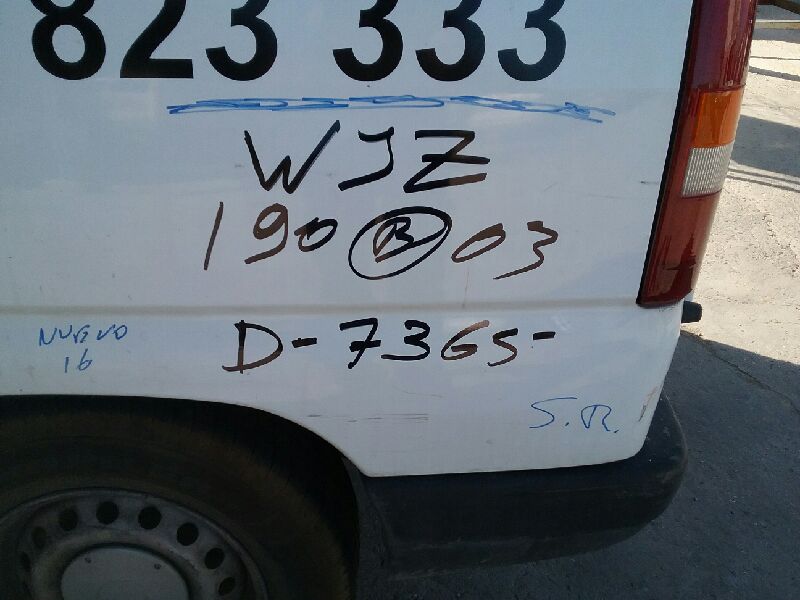 823 333
WJZ
190 B 03
D-7365-
NUEVO
16
S.R.